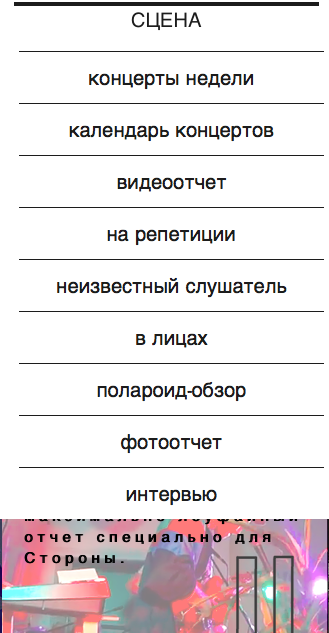 СЦЕНА
концерты недели
календарь концертов
видеоотчет
на репетиции
неизвестный слушатель
в лицах
полароид-обзор
фотоотчет
интервью
отчет специально для
Стороны.